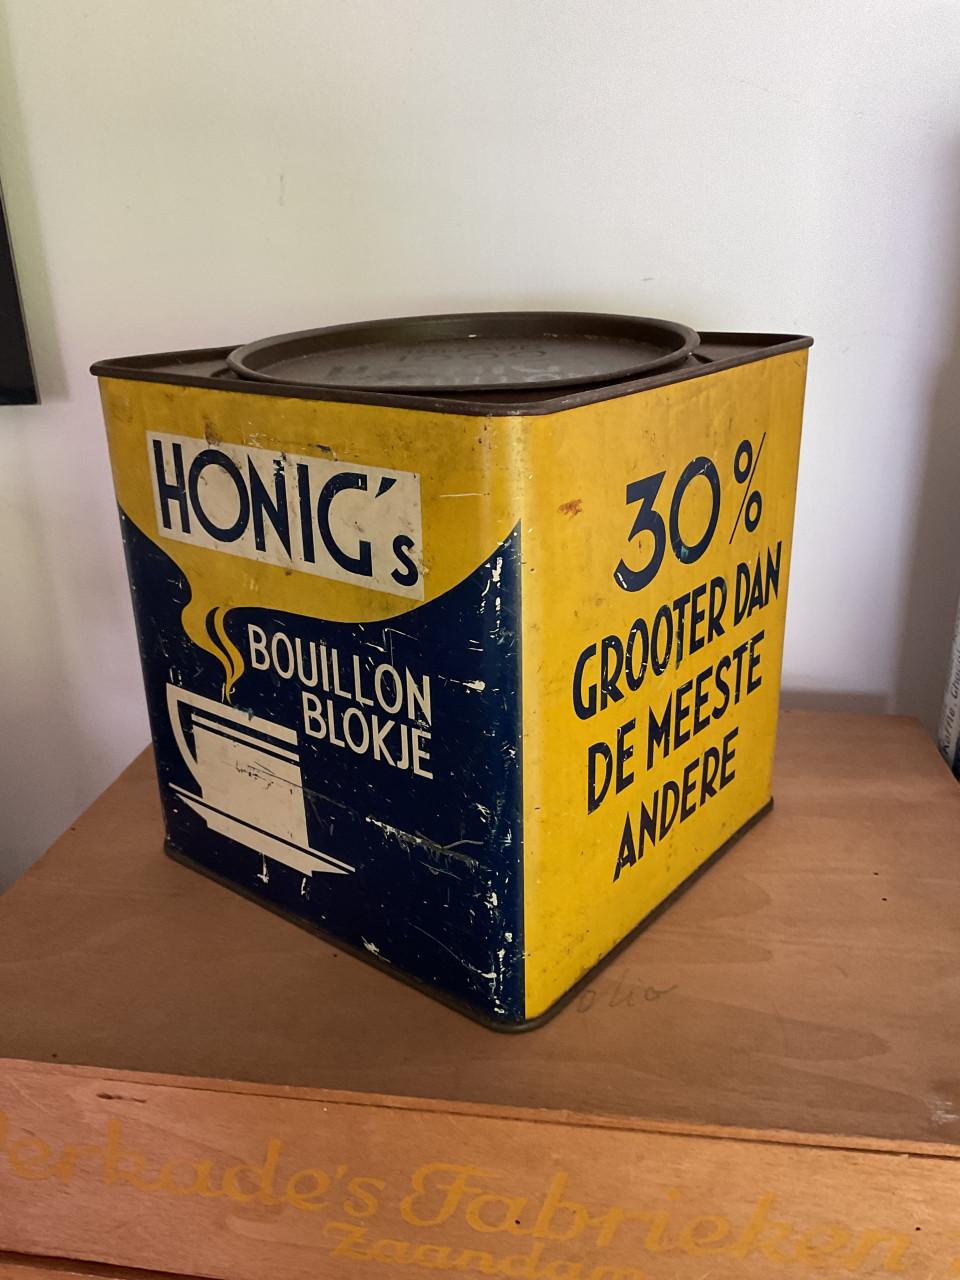 HONIG's
BOUILLON
BLOKJE
30%
GROOTER DAN
DE MEESTE
ANDERE
Verkade's Fabrieken
Zaandam